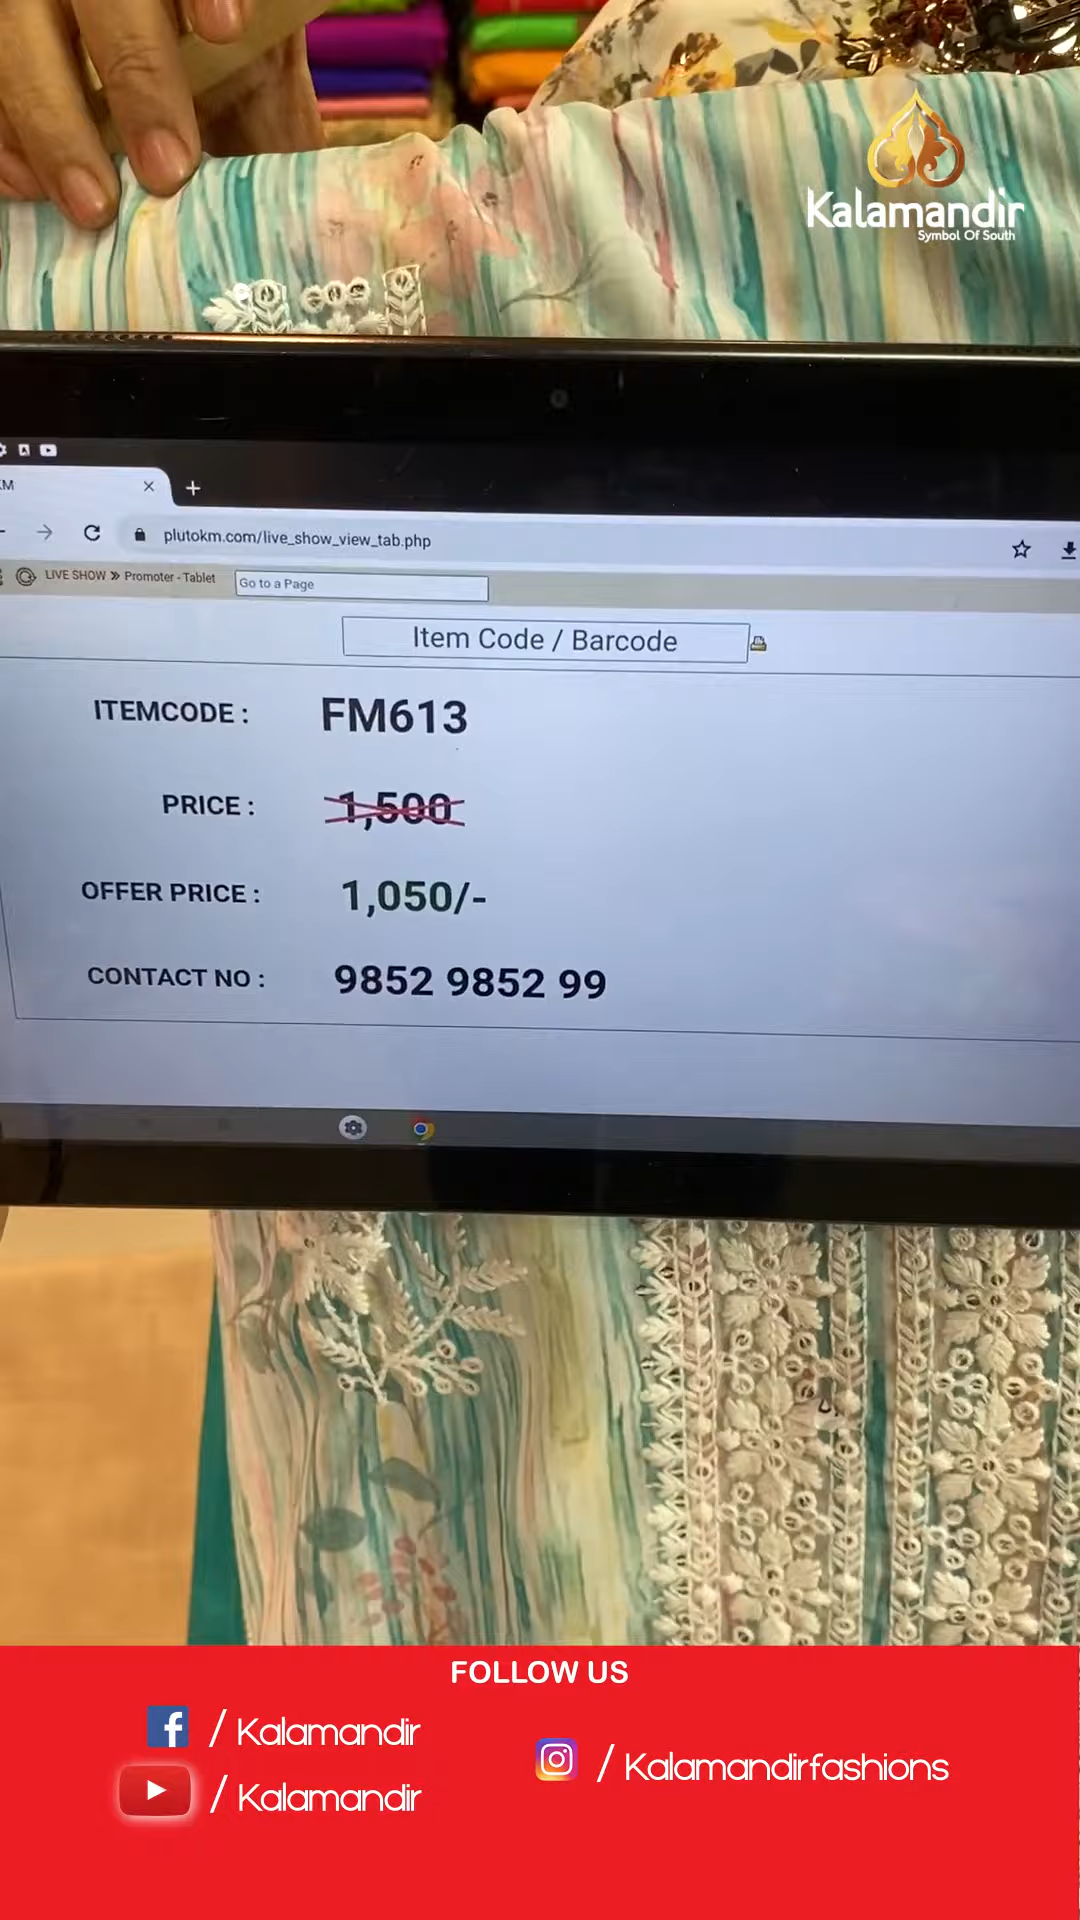 Kalamandir
Symbol Of South
plutokm.com/live_show_view_tab.php
LIVE SHOW >> Promoter - Tablet
Go to a Page
Item Code / Barcode
ITEMCODE : FM613
PRICE : 1,500
OFFER PRICE : 1,050/-
CONTACT NO : 9852 9852 99
FOLLOW US
/ Kalamandir
/ Kalamandirfashions
/ Kalamandir